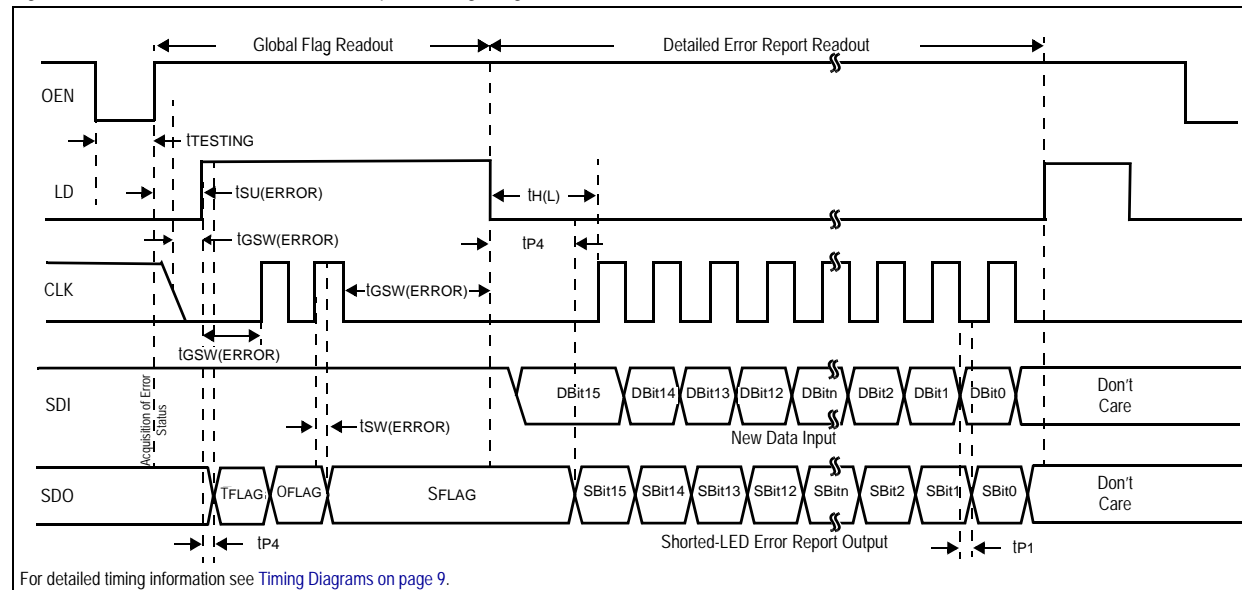 Global Flag Readout
Detailed Error Report Readout
OEN
tTESTING
LD
tSU(ERROR)
tH(L)
tGSW(ERROR)
tP4
CLK
tGSW(ERROR)
tGSW(ERROR)
Acquisition of Error
Status
SDI
DBit15 DBit14 DBit13 DBit12 DBitn DBit2 DBit1 DBit0
Don't
Care
tSW(ERROR)
New Data Input
SDO
TFLAG OFLAG SFLAG
SBit15 SBit14 SBit13 SBit12 SBitn SBit2 SBit1 SBit0
Don't
Care
tP4
Shorted-LED Error Report Output
tP1
For detailed timing information see Timing Diagrams on page 9.